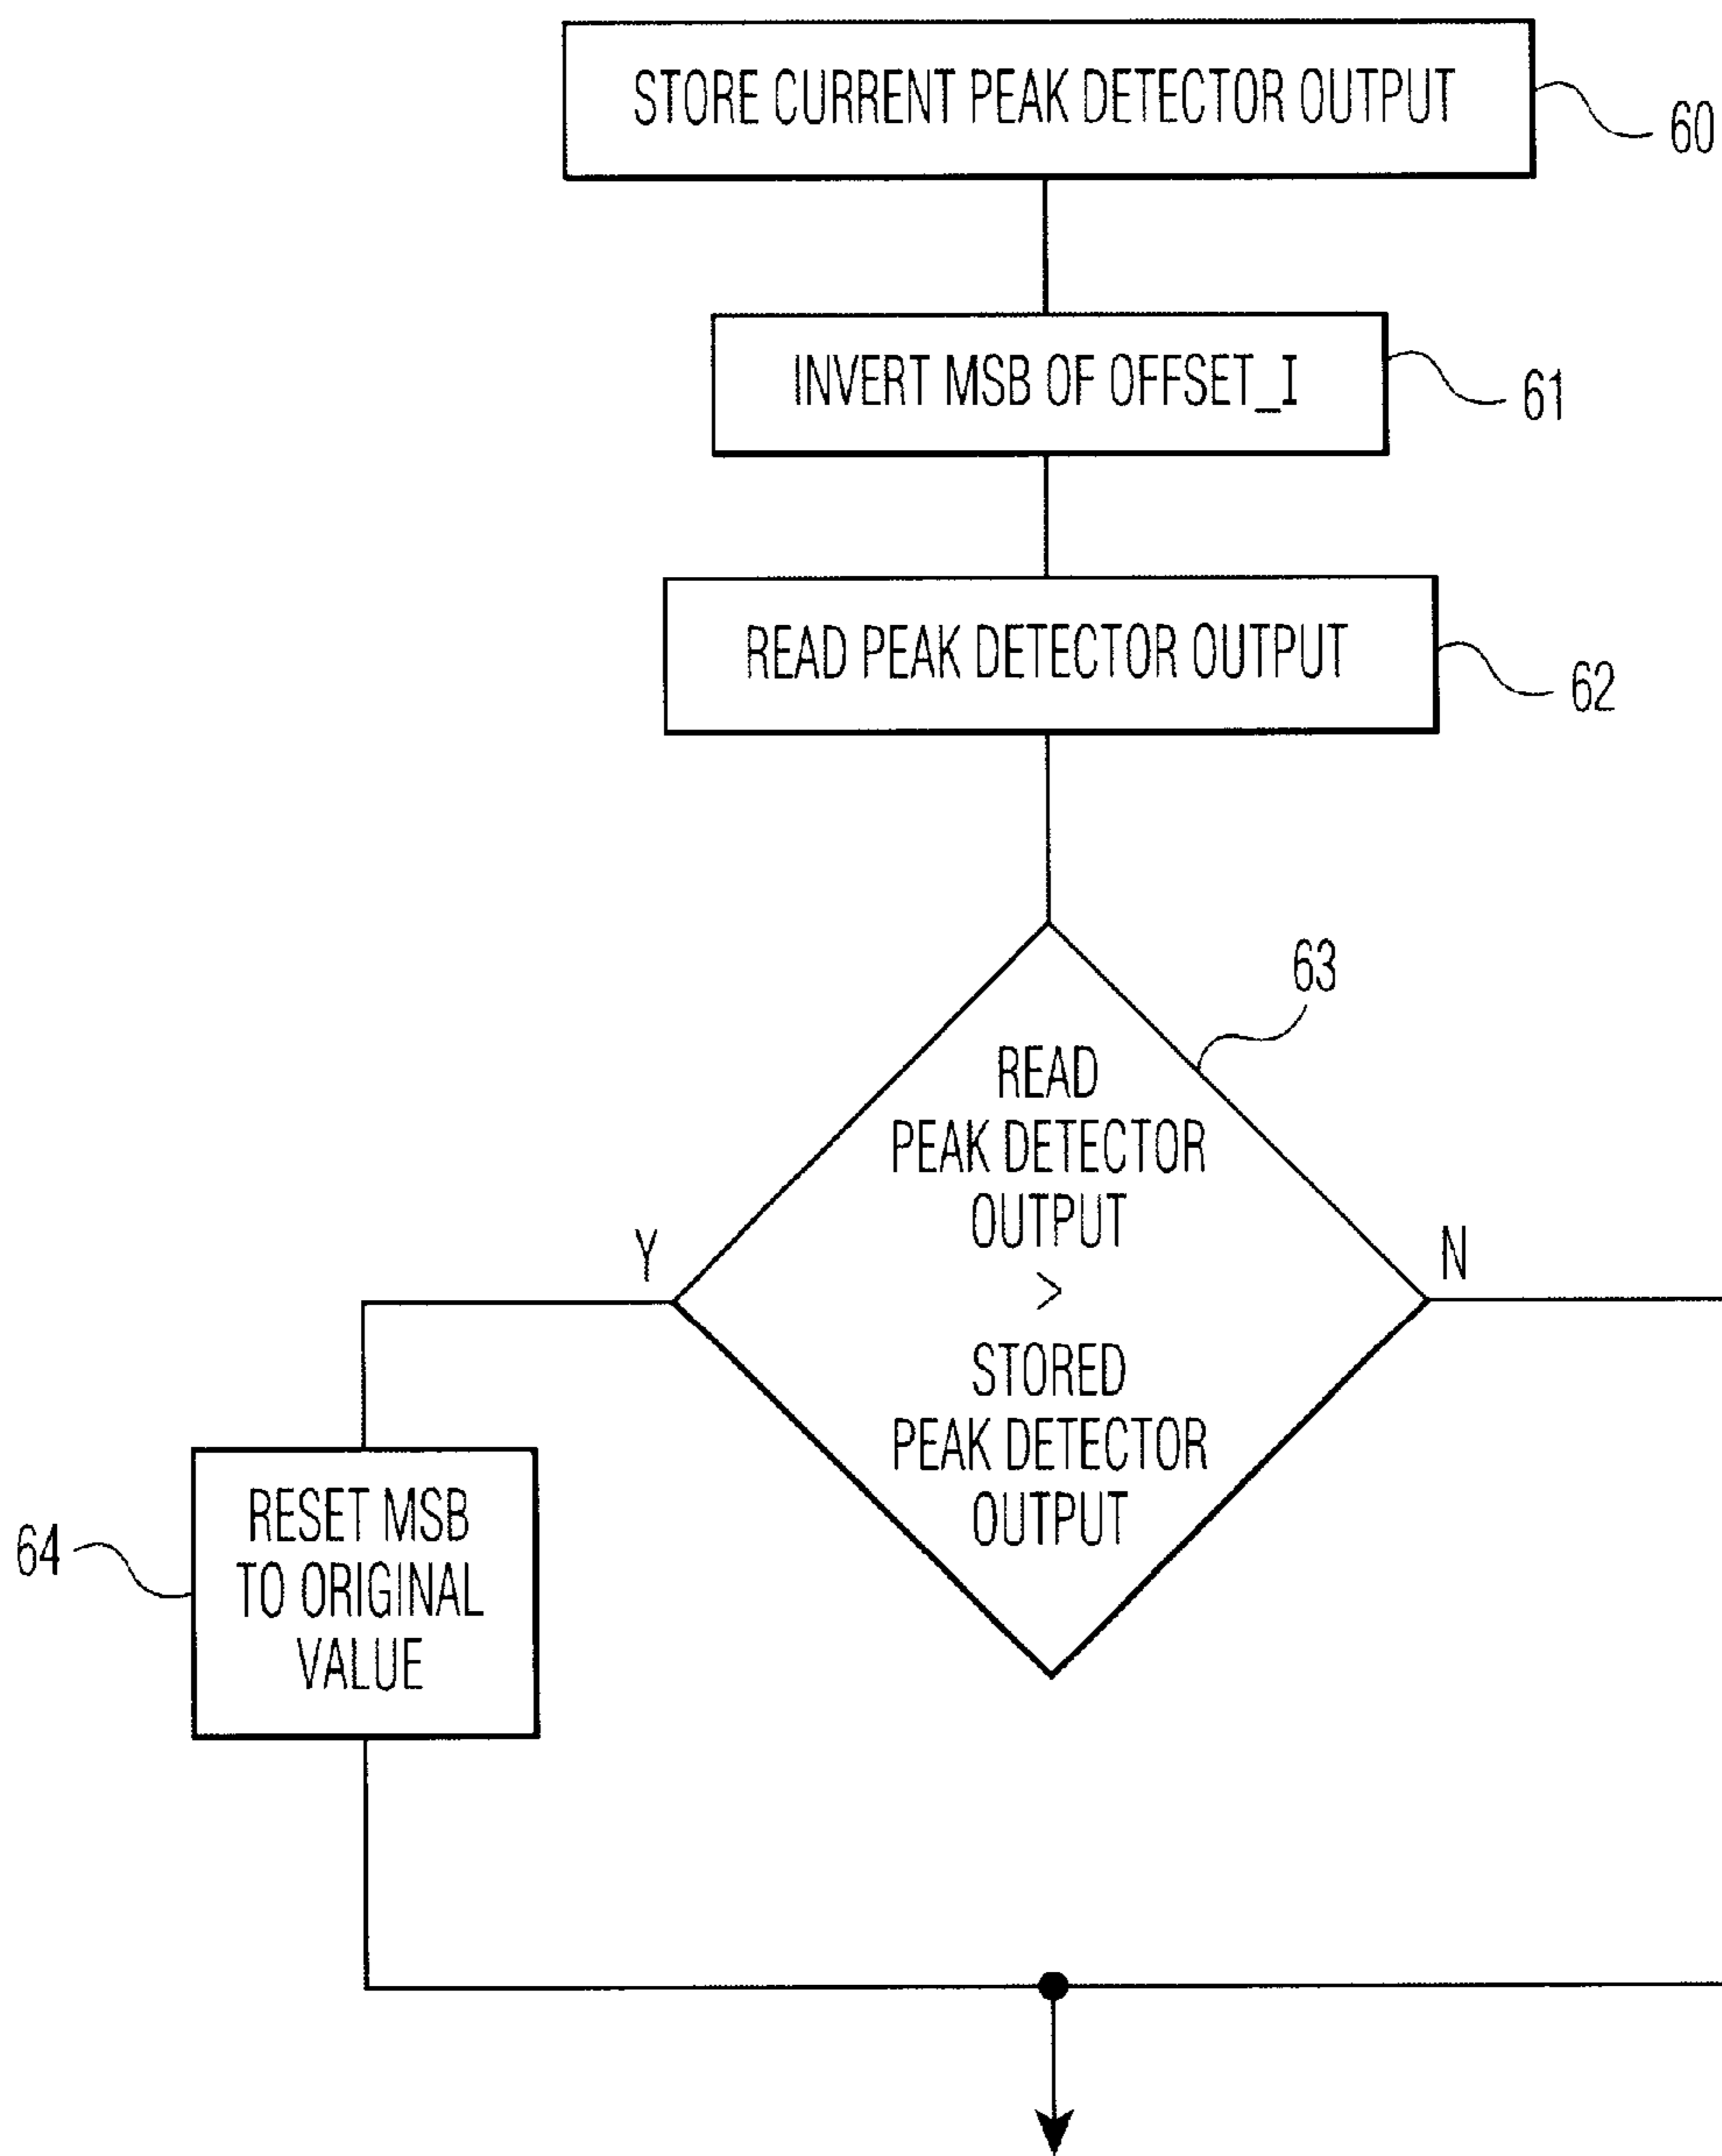 STORE CURRENT PEAK DETECTOR OUTPUT
60
INVERT MSB OF OFFSET_I
61
READ PEAK DETECTOR OUTPUT
62
63
READ
PEAK DETECTOR
OUTPUT
>
STORED
PEAK DETECTOR
OUTPUT
Y
N
64
RESET MSB
TO ORIGINAL
VALUE